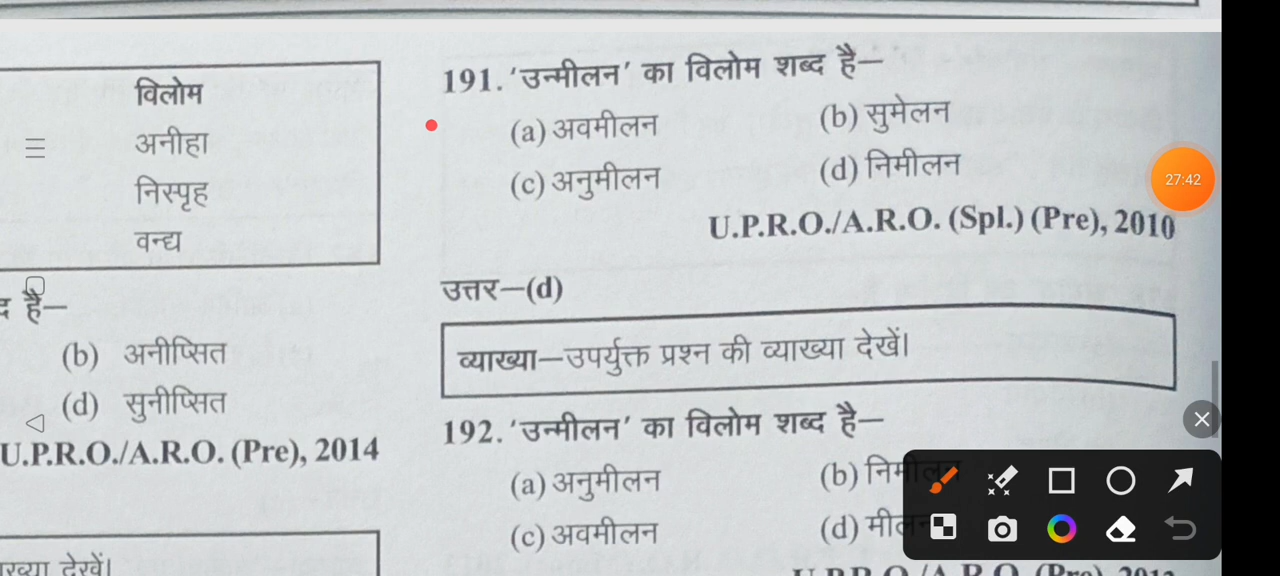 विलोम
अनीहा
निस्पृह
वन्द्य
है—
(b) अनीप्सित
(d) सुनीप्सित
U.P.R.O./A.R.O. (Pre), 2014
देखें।
191. ‘उन्मीलन’ का विलोम शब्द है—
(a) अवमीलन (b) सुमेलन
(c) अनुमीलन (d) निमीलन
U.P.R.O./A.R.O. (Spl.) (Pre), 2010
उत्तर—(d)
व्याख्या—उपर्युक्त प्रश्न की व्याख्या देखें।
192. ‘उन्मीलन’ का विलोम शब्द है—
(a) अनुमीलन (b) निमीलन
(c) अवमीलन (d)
27:42